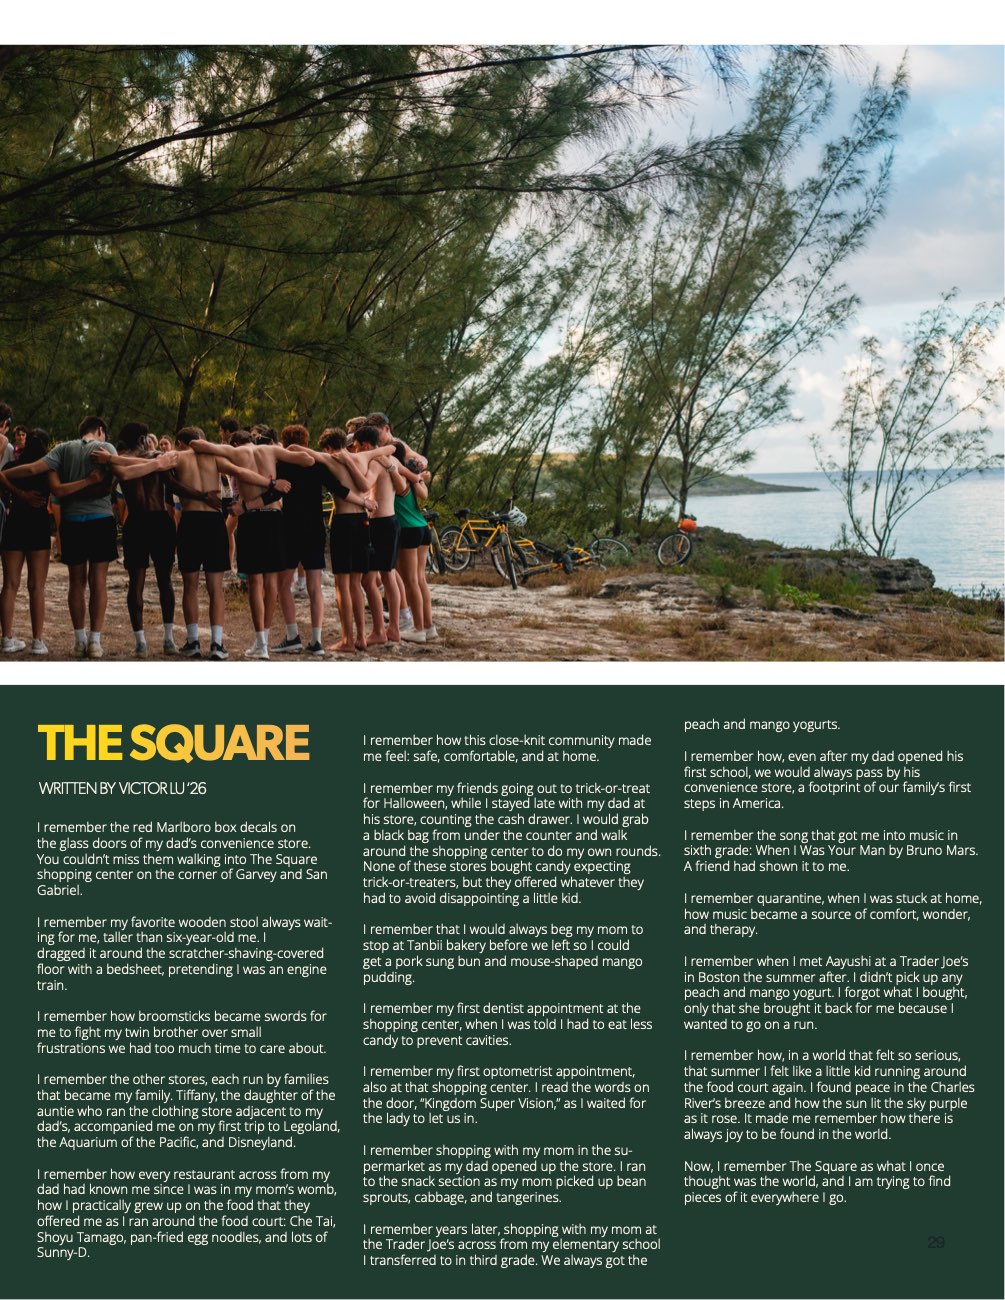 THE SQUARE
WRITTEN BY VICTOR LU ‘26
I remember the red Marlboro box decals on
the glass doors of my dad’s convenience store.
You couldn’t miss them walking into The Square
shopping center on the corner of Garvey and San
Gabriel.
I remember my favorite wooden stool always wait-
ing for me, taller than six-year-old me. I
dragged it around the scratcher-shaving-covered
floor with a bedsheet, pretending I was an engine
train.
I remember how broomsticks became swords for
me to fight my twin brother over small
frustrations we had too much time to care about.
I remember the other stores, each run by families
that became my family. Tiffany, the daughter of the
auntie who ran the clothing store adjacent to my
dad’s, accompanied me on my first trip to Legoland,
the Aquarium of the Pacific, and Disneyland.
I remember how every restaurant across from my
dad had known me since I was in my mom’s womb,
how I practically grew up on the food that they
offered me as I ran around the food court: Che Tai,
Shoyu Tamago, pan-fried egg noodles, and lots of
Sunny-D.
I remember how this close-knit community made
me feel: safe, comfortable, and at home.
I remember my friends going out to trick-or-treat
for Halloween, while I stayed late with my dad at
his store, counting the cash drawer. I would grab
a black bag from under the counter and walk
around the shopping center to do my own rounds.
None of these stores bought candy expecting
trick-or-treaters, but they offered whatever they
had to avoid disappointing a little kid.
I remember that I would always beg my mom to
stop at Tanbii bakery before we left so I could
get a pork sung bun and mouse-shaped mango
pudding.
I remember my first dentist appointment at the
shopping center, when I was told I had to eat less
candy to prevent cavities.
I remember my first optometrist appointment,
also at that shopping center. I read the words on
the door, “Kingdom Super Vision,” as I waited for
the lady to let us in.
I remember shopping with my mom in the su-
permarket as my dad opened up the store. I ran
to the snack section as my mom picked up bean
sprouts, cabbage, and tangerines.
I remember years later, shopping with my mom at
the Trader Joe’s across from my elementary school
I transferred to in third grade. We always got the
peach and mango yogurts.
I remember how, even after my dad opened his
first school, we would always pass by his
convenience store, a footprint of our family’s first
steps in America.
I remember the song that got me into music in
sixth grade: When I Was Your Man by Bruno Mars.
A friend had shown it to me.
I remember quarantine, when I was stuck at home,
how music became a source of comfort, wonder,
and therapy.
I remember when I met Aayushi at a Trader Joe’s
in Boston the summer after. I didn’t pick up any
peach and mango yogurt. I forgot what I bought,
only that she brought it back for me because I
wanted to go on a run.
I remember how, in a world that felt so serious,
that summer I felt like a little kid running around
the food court again. I found peace in the Charles
River’s breeze and how the sun lit the sky purple
as it rose. It made me remember how there is
always joy to be found in the world.
Now, I remember The Square as what I once
thought was the world, and I am trying to find
pieces of it everywhere I go.
29